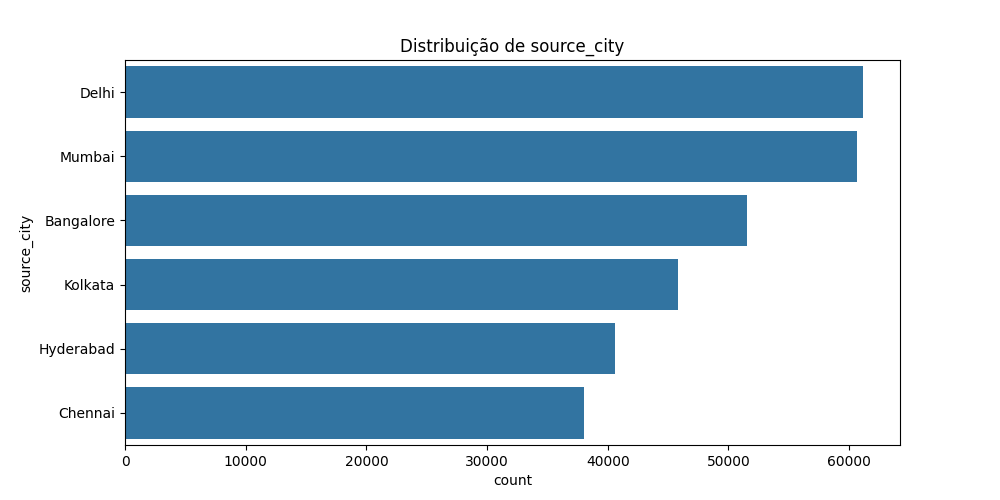 Distribuição de source_city
source_city
Delhi
Mumbai
Bangalore
Kolkata
Hyderabad
Chennai
0 10000 20000 30000 40000 50000 60000
count